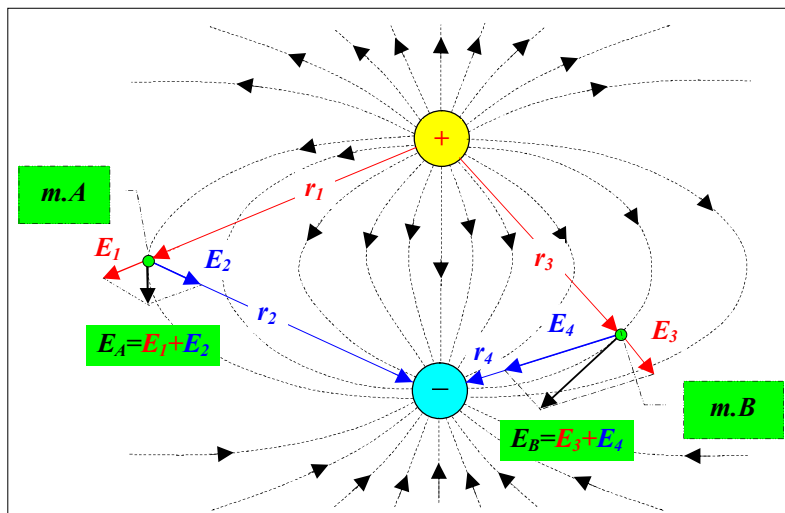 +
m.A
r1
E1
E2
r3
r2
E4
E3
EA=E1+E2
r4
−
m.B
EB=E3+E4